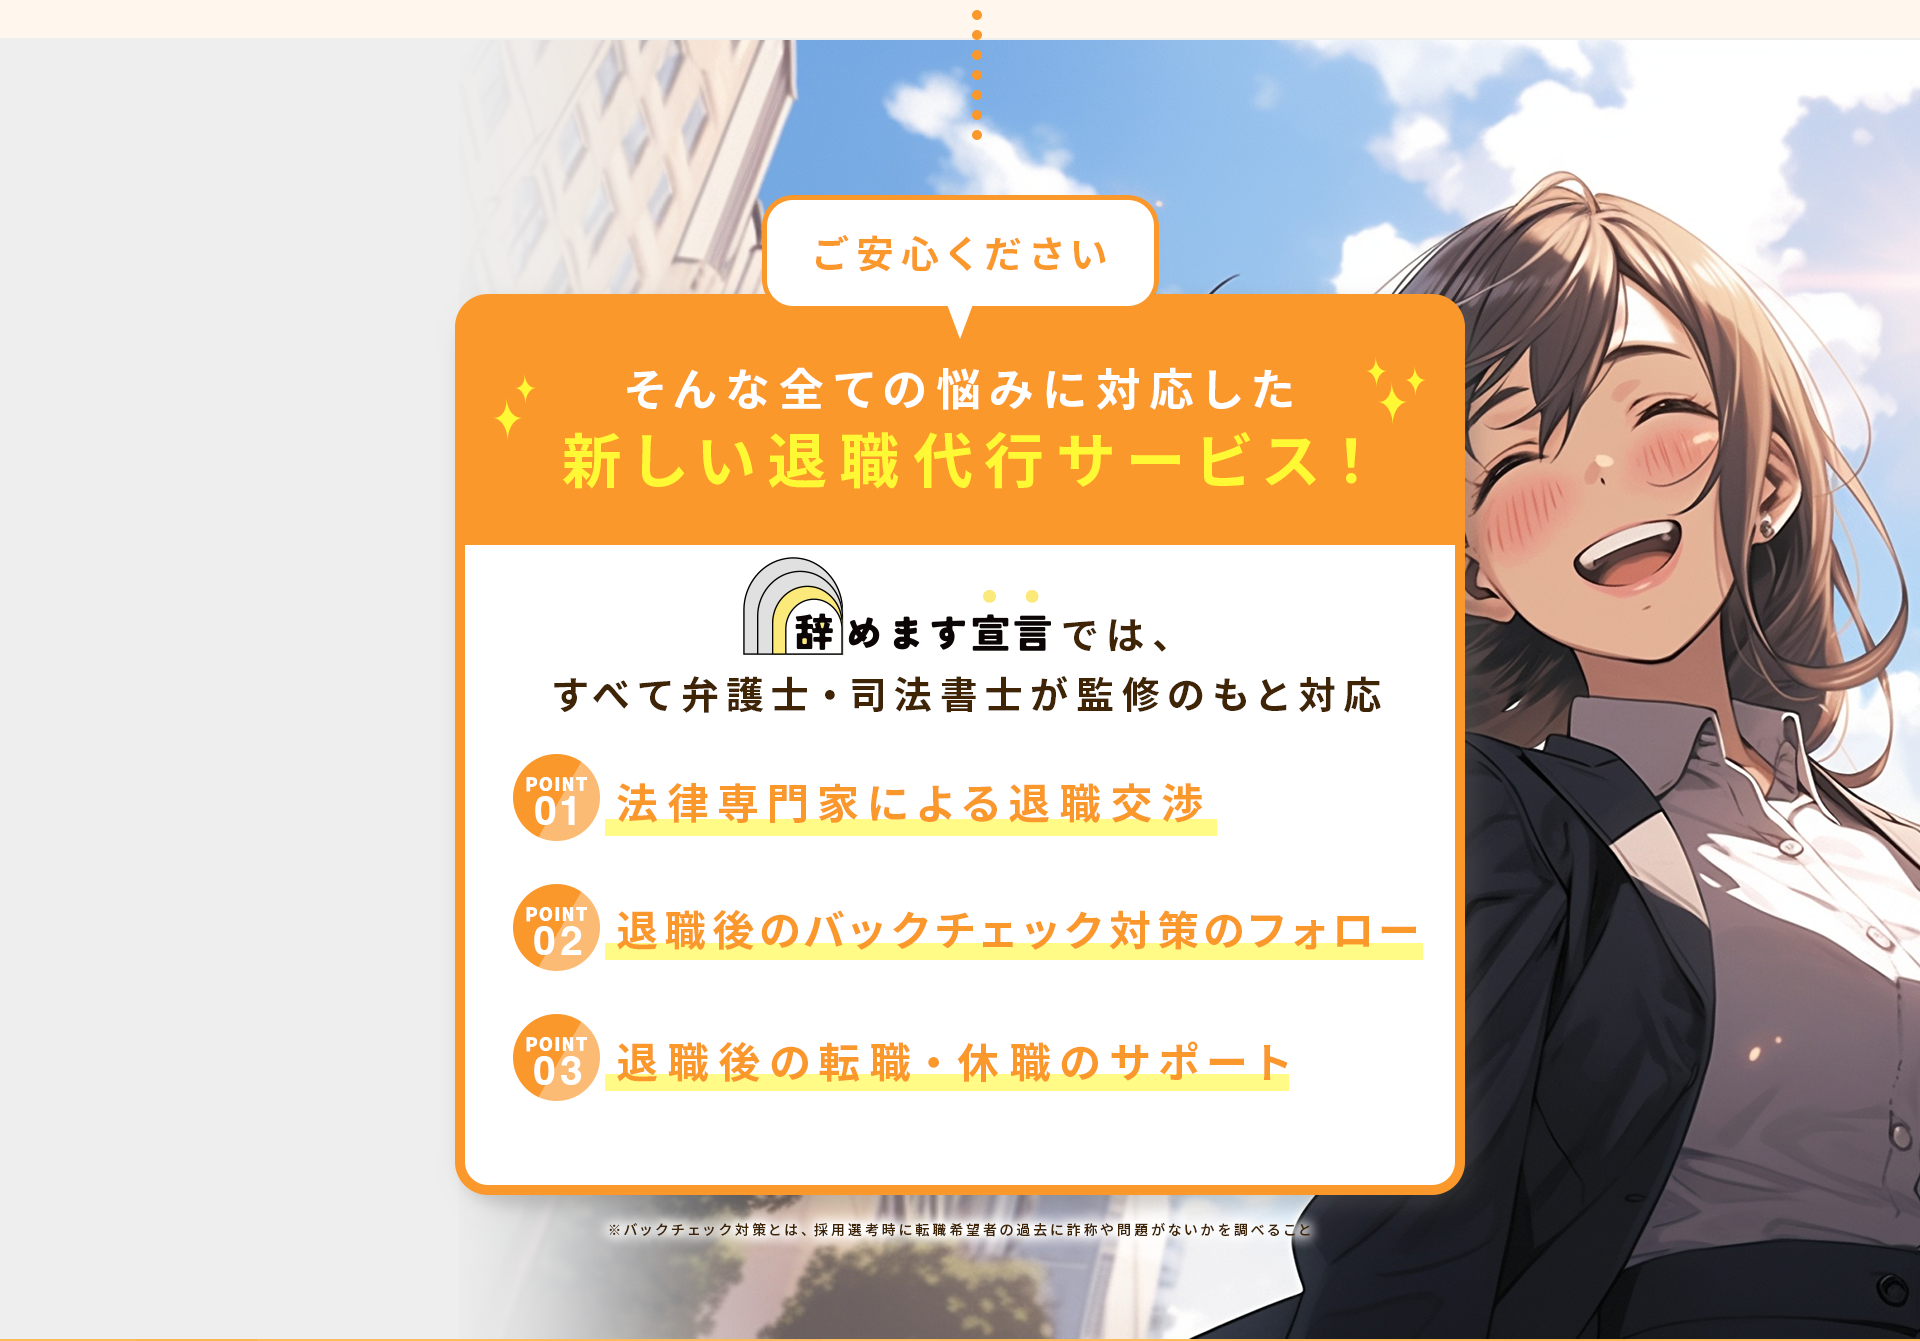 ご安心ください
そんな全ての悩みに対応した
新しい退職代行サービス！
辞めます宣言では、
すべて弁護士・司法書士が監修のもと対応
POINT
01
法律専門家による退職交渉
POINT
02
退職後のバックチェック対策のフォロー
POINT
03
退職後の転職・休職のサポート
※バックチェック対策とは、採用選考時に転職希望者の過去に詐称や問題がないかを調べること